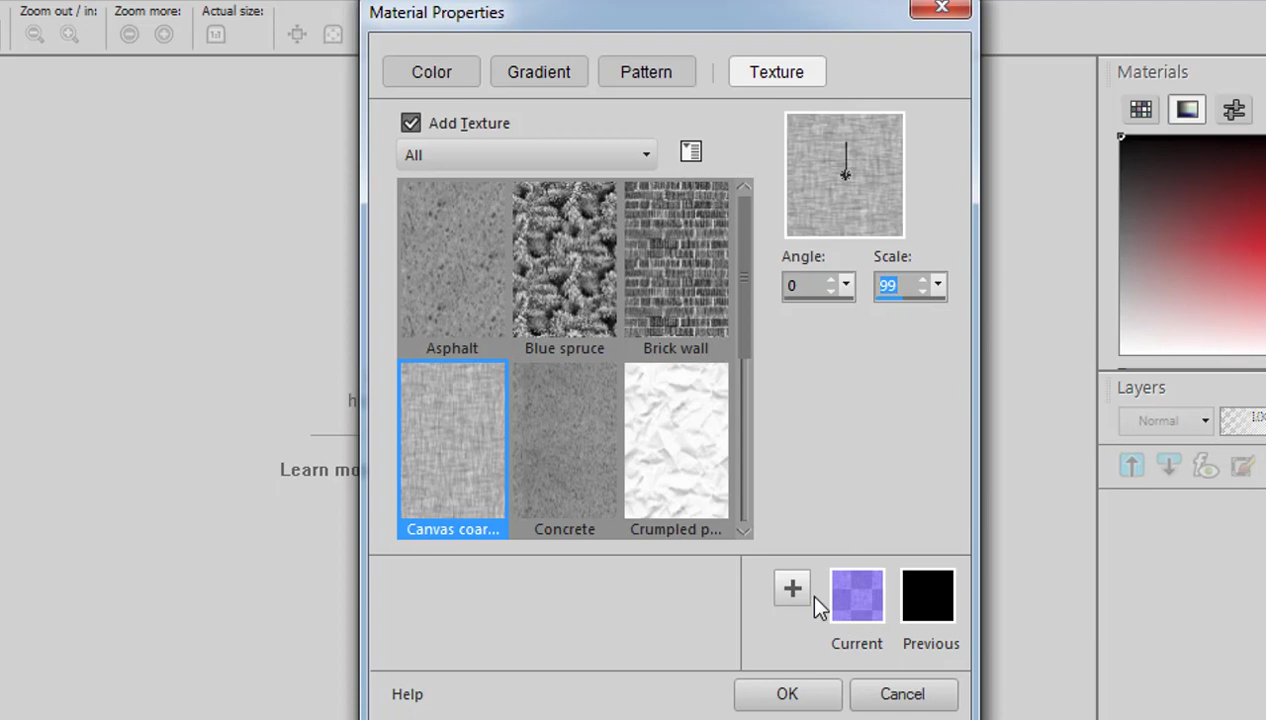 Zoom out / in: Zoom more: Actual size:
Material Properties
Color Gradient Pattern Texture
Materials
Add Texture
All
Angle: Scale:
0 99
Asphalt Blue spruce Brick wall
Layers
Normal
Learn mo
Canvas coar... Concrete Crumpled p...
Current Previous
Help OK Cancel